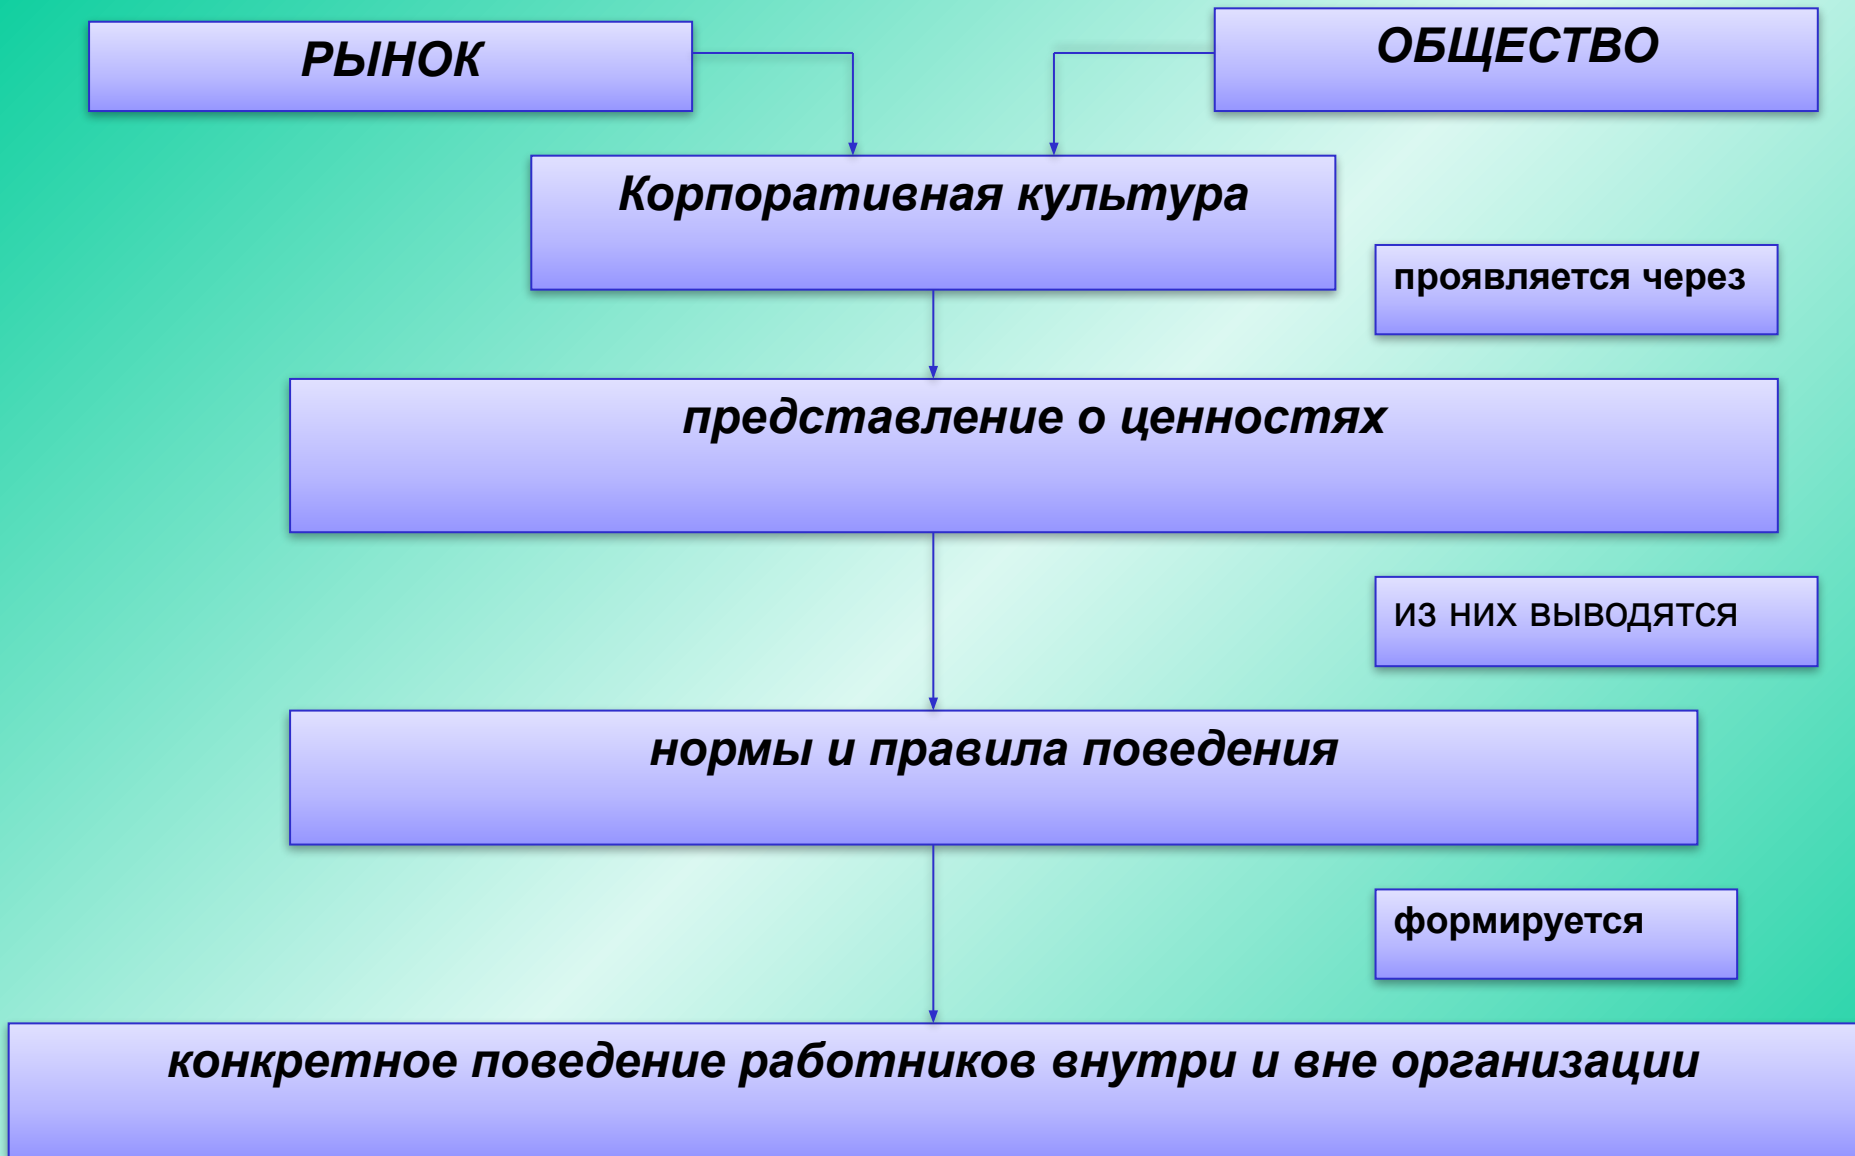 РЫНОК
ОБЩЕСТВО
Корпоративная культура
проявляется через
представление о ценностях
из них выводятся
нормы и правила поведения
формируется
конкретное поведение работников внутри и вне организации